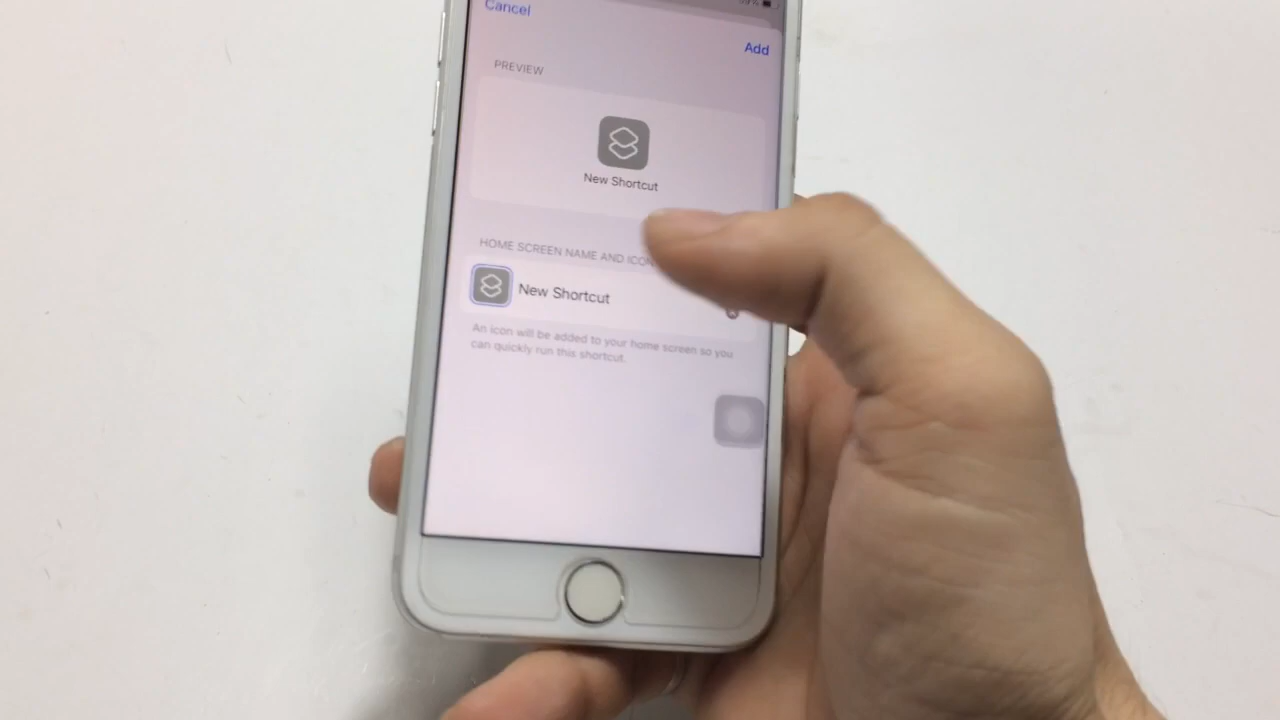 Cancel
Add
PREVIEW
New Shortcut
HOME SCREEN NAME AND ICON
New Shortcut
An icon will be added to your home screen so you
can quickly run this shortcut.